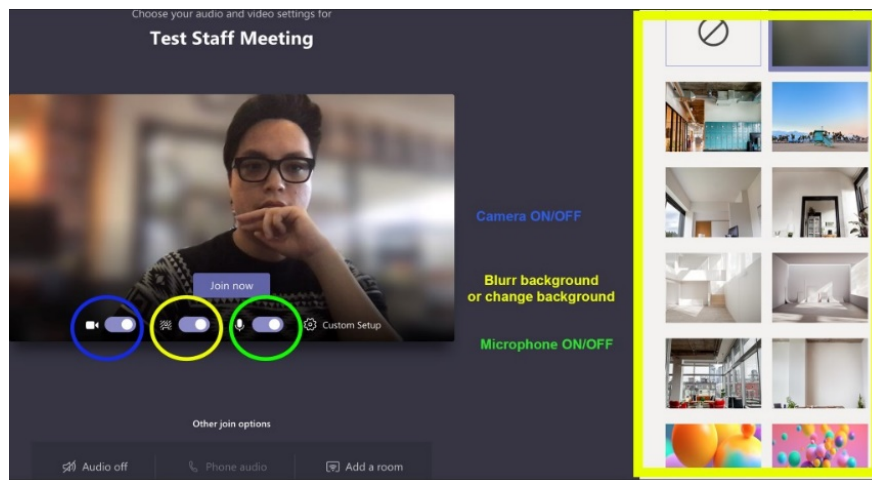 Choose your audio and video settings for
Test Staff Meeting
Camera ON/OFF
Blurr background
or change background
Microphone ON/OFF
Join now
Custom Setup
Other join options
Audio off
Phone audio
Add a room